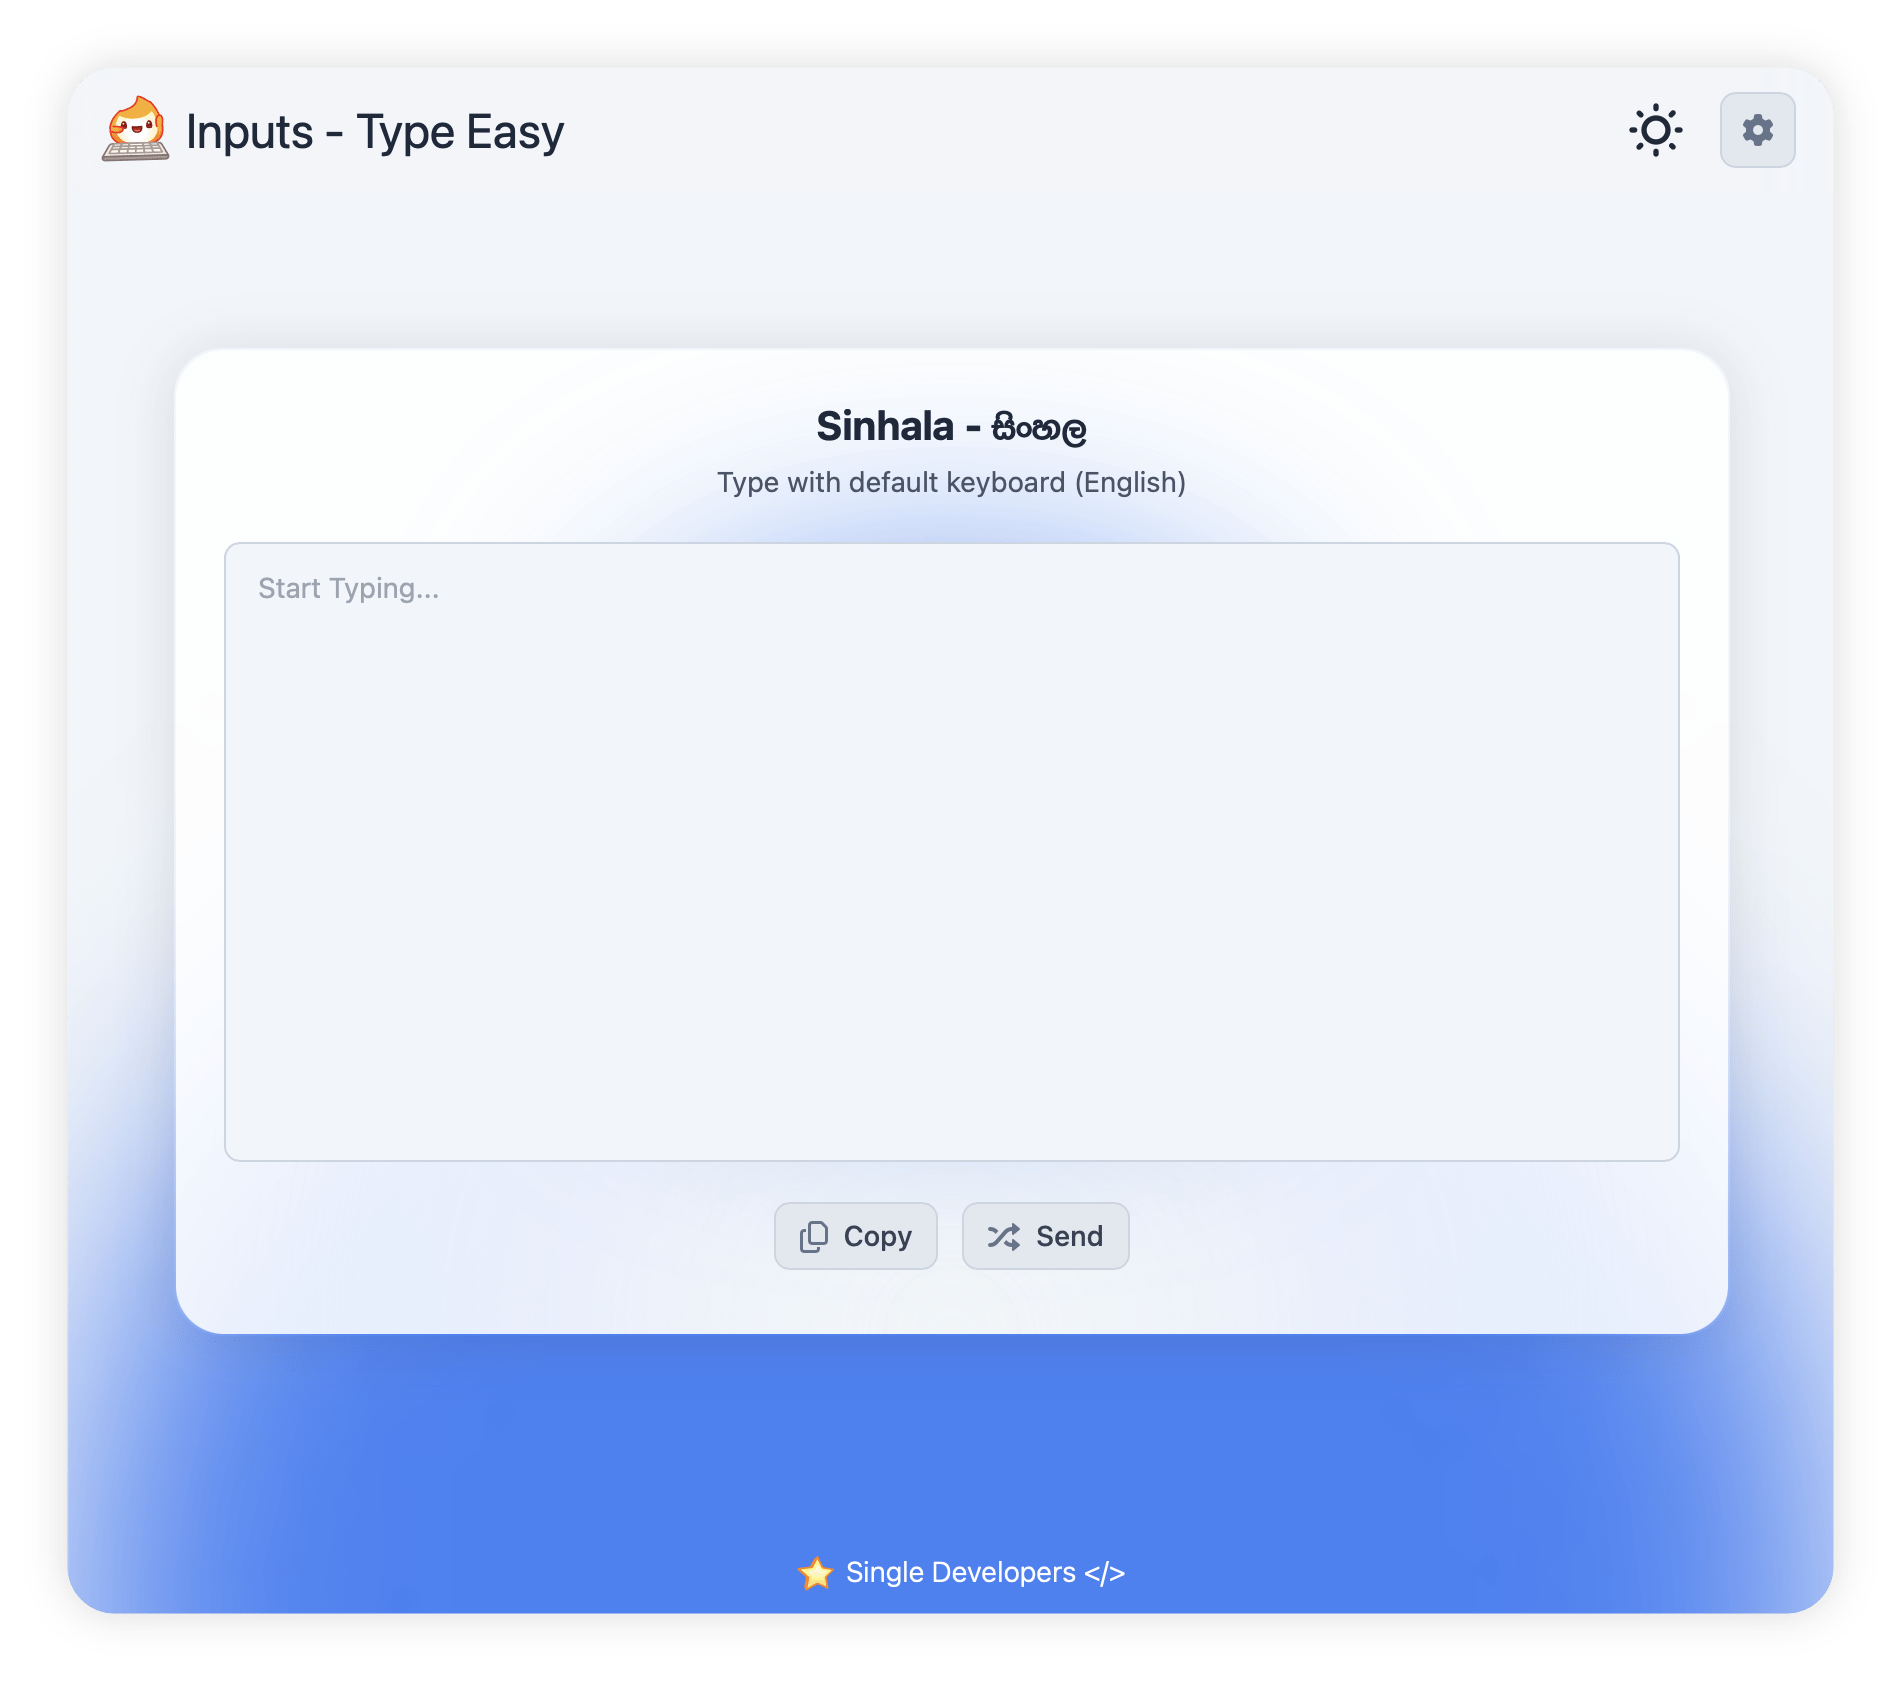 Inputs - Type Easy
Sinhala - සිංහල
Type with default keyboard (English)
Start Typing...
Copy
Send
Single Developers </>